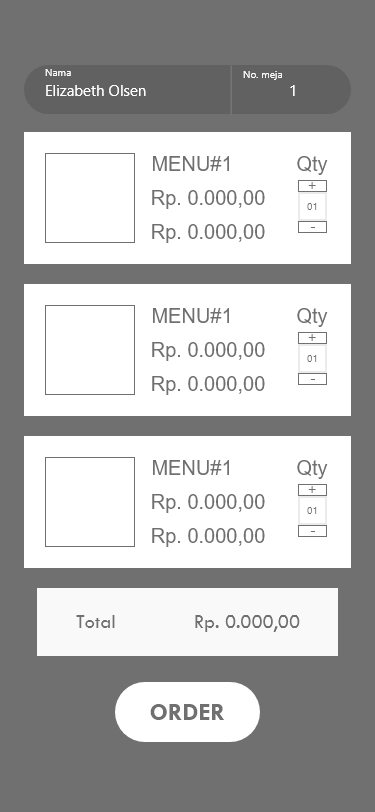 Nama
Elizabeth Olsen
No. meja
1
MENU#1
Rp. 0.000,00
Rp. 0.000,00
Qty
+
01
-
MENU#1
Rp. 0.000,00
Rp. 0.000,00
Qty
+
01
-
MENU#1
Rp. 0.000,00
Rp. 0.000,00
Qty
+
01
-
Total Rp. 0.000,00
ORDER